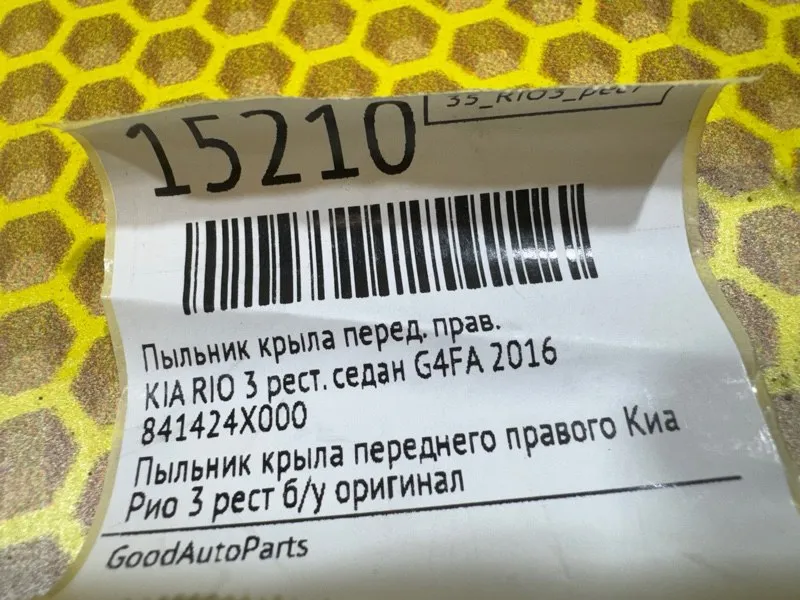 15210
35_RIO3_рест
Пыльник крыла перед. прав.
KIA RIO 3 рест. седан G4FA 2016
841424X000
Пыльник крыла переднего правого Киа
Рио 3 рест б/у оригинал
GoodAutoParts